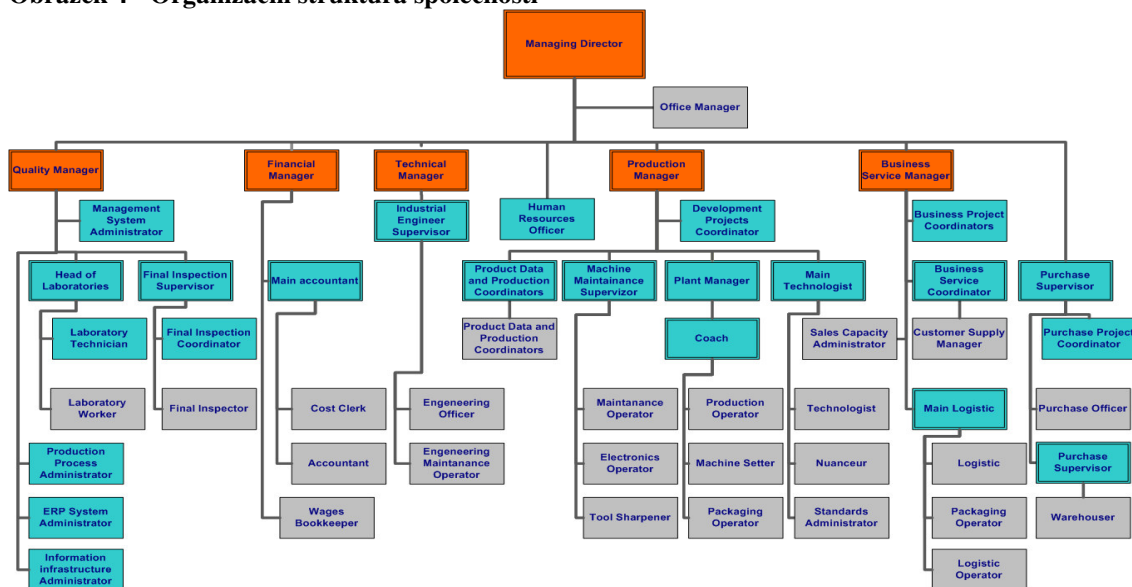 Obrázek 4 - Organizační struktura společnosti
Managing Director
Office Manager
Quality Manager
Financial
Manager
Technical
Manager
Production
Manager
Business
Service Manager
Management
System
Administrator
Industrial
Engineer
Supervisor
Human
Resources
Officer
Development
Projects
Coordinator
Business Project
Coordinators
Head of
Laboratories
Final Inspection
Supervisor
Main accountant
Product Data
and Production
Coordinators
Machine
Maintainance
Supervizor
Plant Manager
Main
Technologist
Business
Service
Coordinator
Purchase
Supervisor
Laboratory
Technician
Final Inspection
Coordinator
Product Data and
Production
Coordinators
Coach
Sales Capacity
Administrator
Customer Supply
Manager
Purchase Project
Coordinator
Laboratory
Worker
Final Inspector
Cost Clerk
Engeneering
Officer
Maintanance
Operator
Production
Operator
Technologist
Main Logistic
Purchase Officer
Production
Process
Administrator
Accountant
Engeneering
Maintanance
Operator
Electronics
Operator
Machine Setter
Nuanceur
Logistic
Purchase
Supervisor
ERP System
Administrator
Wages
Bookkeeper
Tool Sharpener
Packaging
Operator
Standards
Administrator
Packaging
Operator
Warehouser
Information
infrastructure
Administrator
Logistic
Operator